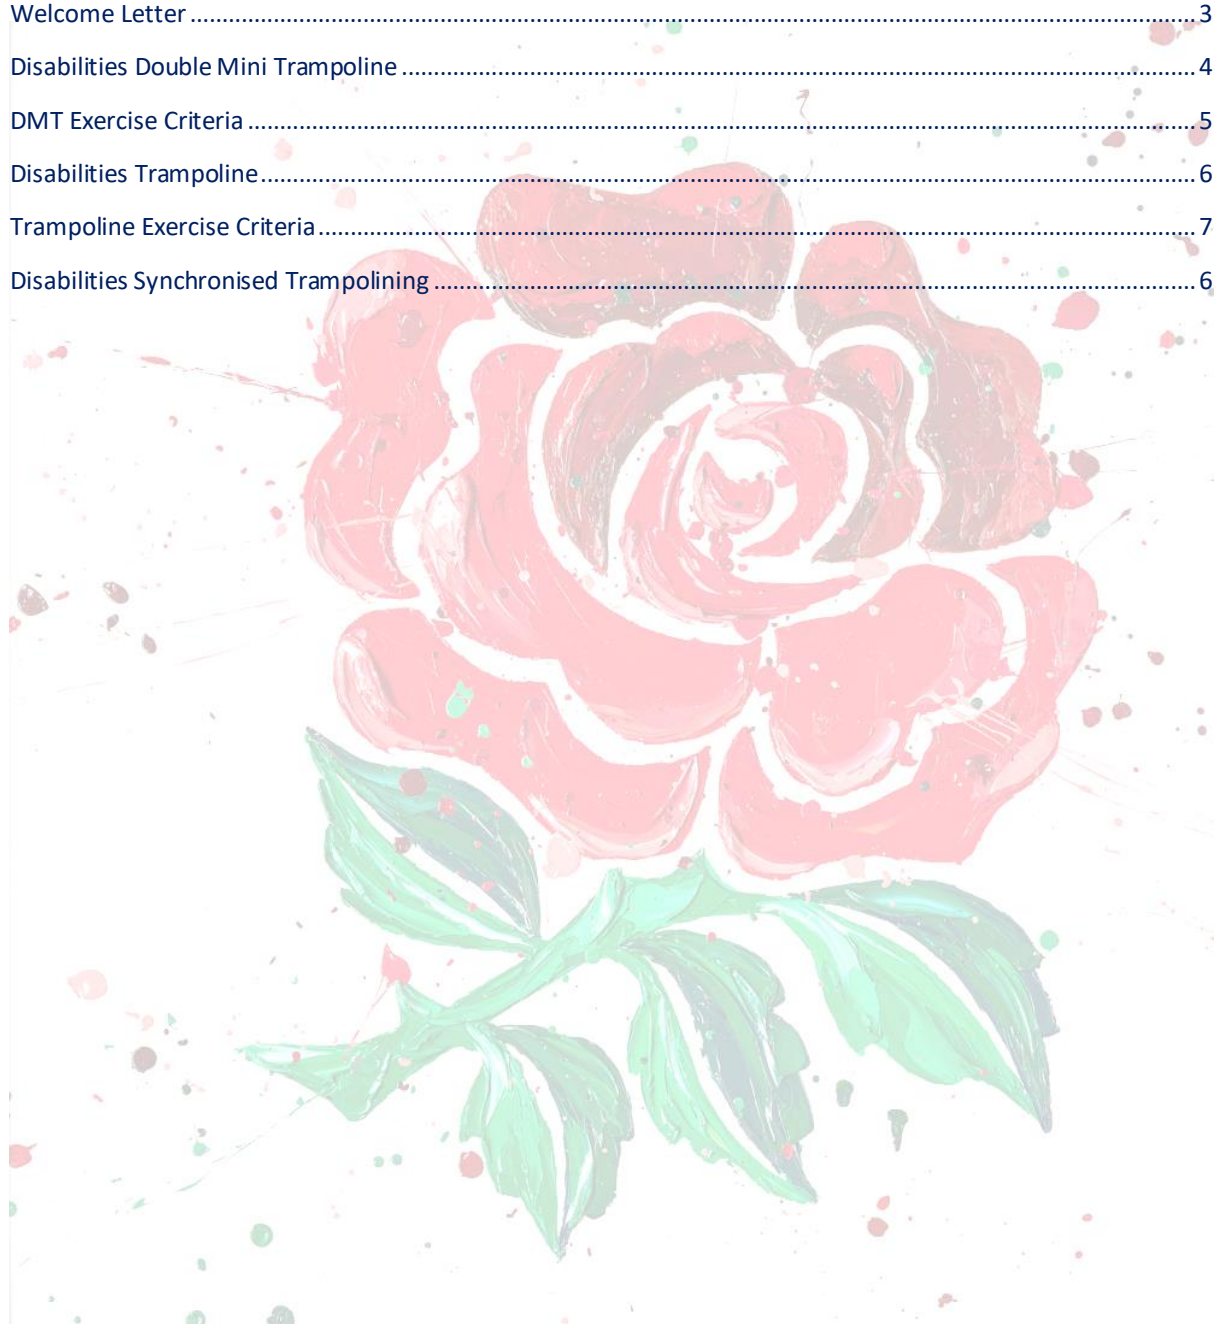 Welcome Letter ........................................................................................................................................ 3
Disabilities Double Mini Trampoline ........................................................................................................ 4
DMT Exercise Criteria ............................................................................................................................... 5
Disabilities Trampoline ............................................................................................................................. 6
Trampoline Exercise Criteria ..................................................................................................................... 7
Disabilities Synchronised Trampolining .................................................................................................... 6